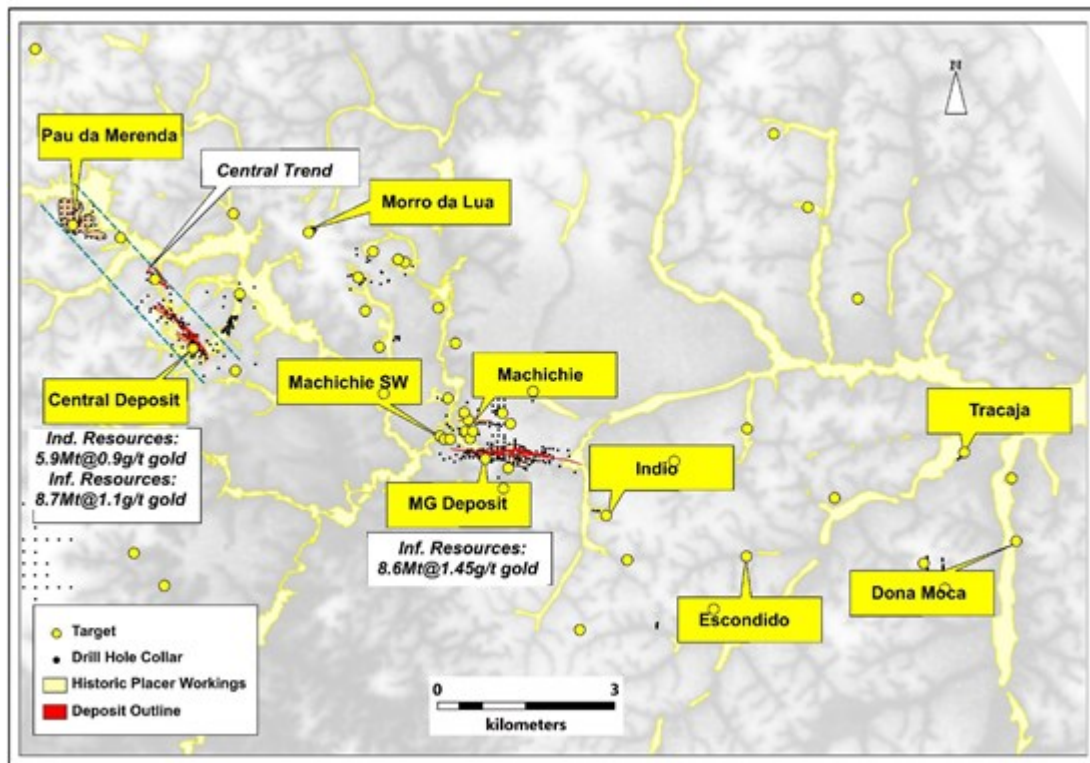 N
Pau da Merenda
Central Trend
Morro da Lua
Central Deposit
Ind. Resources:
5.9Mt@0.9g/t gold
Inf. Resources:
8.7Mt@1.1g/t gold
Machichie SW
Machichie
MG Deposit
Inf. Resources:
8.6Mt@1.45g/t gold
Indio
Tracaja
Escondido
Dona Moca
Target
Drill Hole Collar
Historic Placer Workings
Deposit Outline
0 3
kilometers